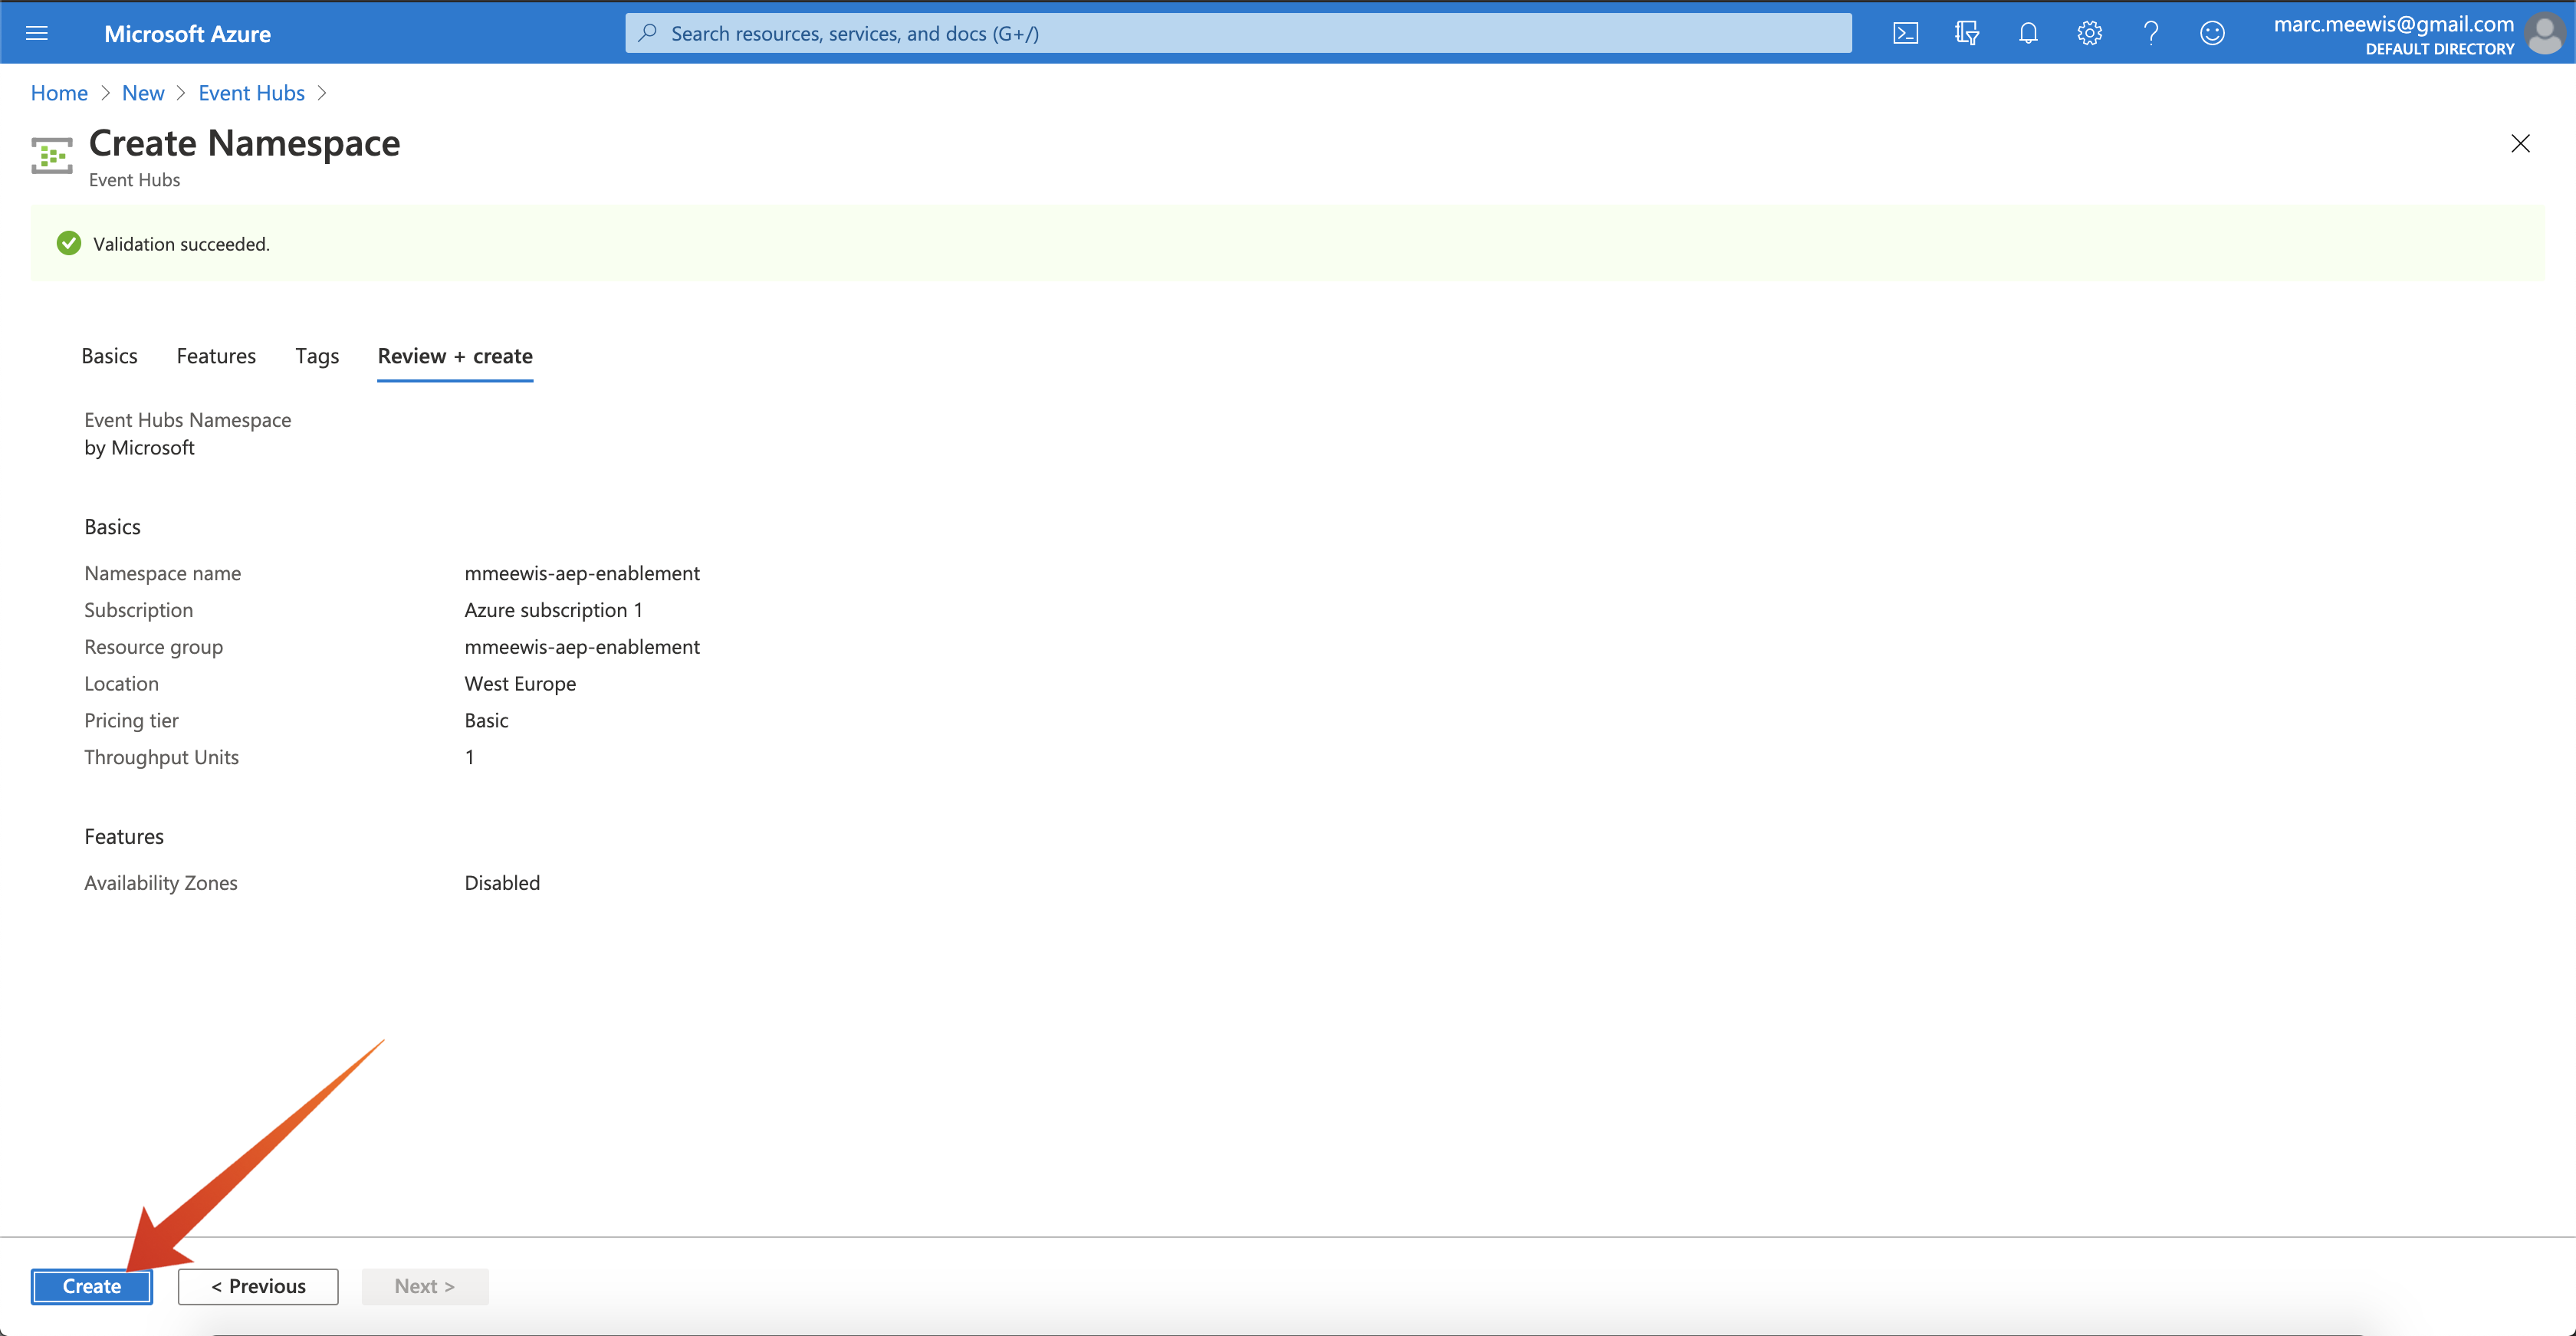 Microsoft Azure
Search resources, services, and docs (G+/)
marc.meewis@gmail.com
DEFAULT DIRECTORY
Home > New > Event Hubs >
Create Namespace
Event Hubs
Validation succeeded.
Basics Features Tags Review + create
Event Hubs Namespace
by Microsoft
Basics
Namespace name mmeewis-aep-enablement
Subscription Azure subscription 1
Resource group mmeewis-aep-enablement
Location West Europe
Pricing tier Basic
Throughput Units 1
Features
Availability Zones Disabled
Create < Previous Next >